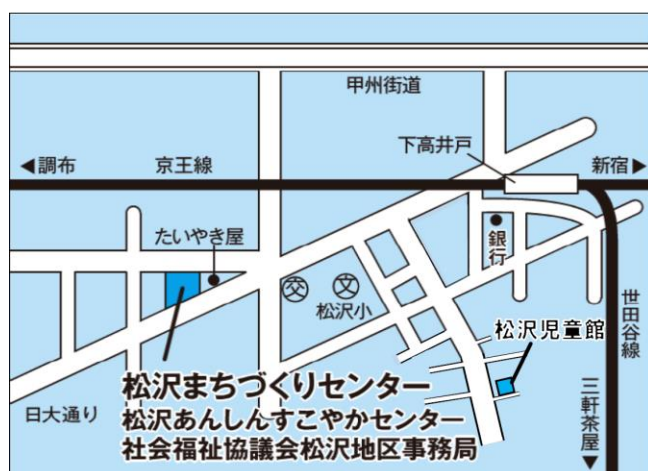 甲州街道
下高井戸
◀調布
京王線
新宿▶
たいやき屋
銀行
交
文
松沢小
松沢児童館
世田谷線
松沢まちづくりセンター
日大通り
松沢あんしんすこやかセンター
社会福祉協議会松沢地区事務局
三軒茶屋▼